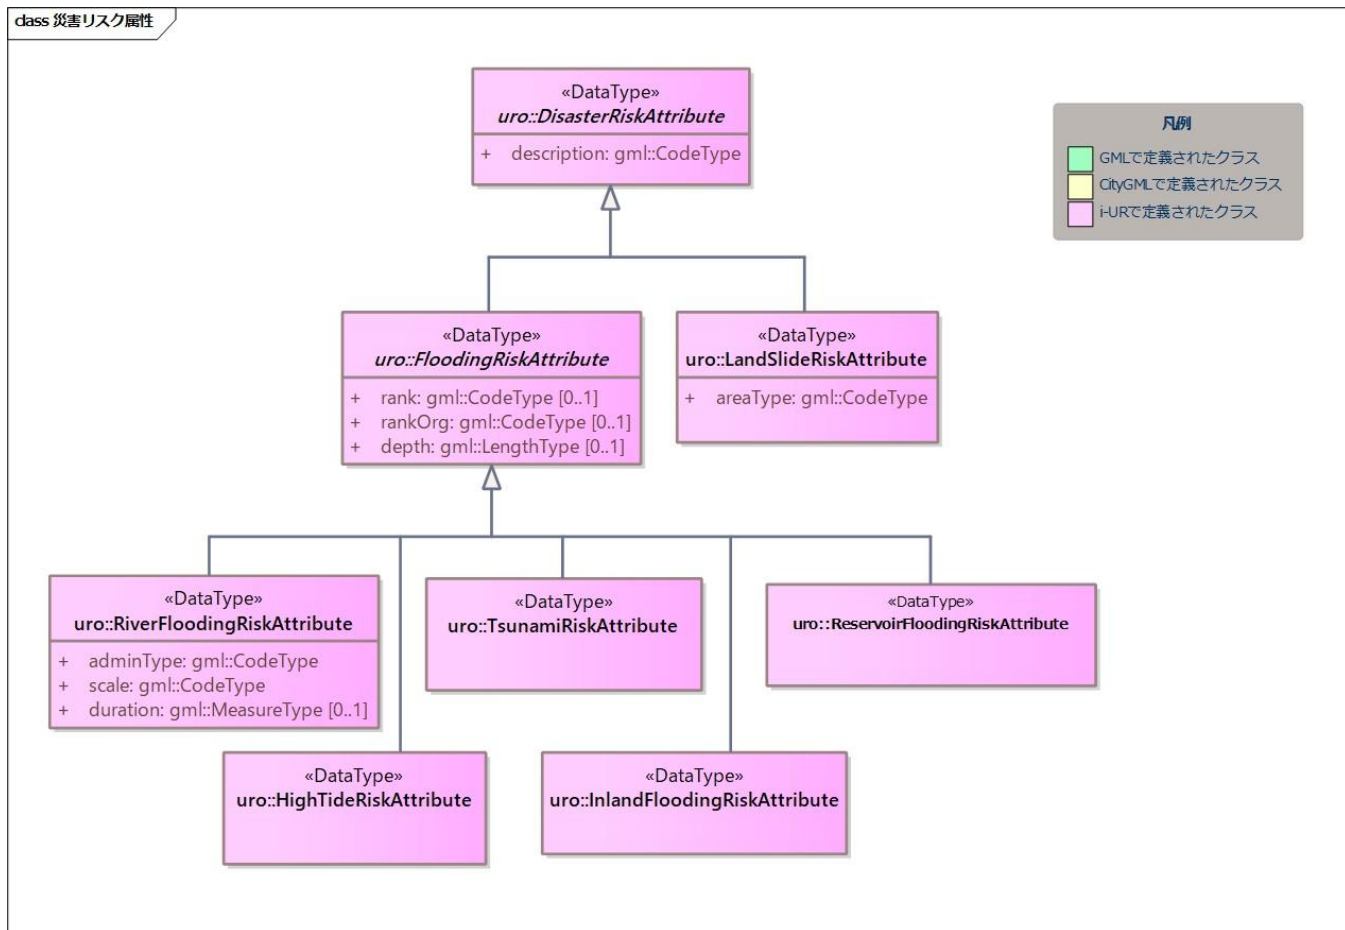 class 災害リスク属性
«DataType»
uro::DisasterRiskAttribute
+ description: gml::CodeType
凡例
GMLで定義されたクラス
CityGMLで定義されたクラス
i-URで定義されたクラス
«DataType»
uro::FloodingRiskAttribute
+ rank: gml::CodeType [0..1]
+ rankOrg: gml::CodeType [0..1]
+ depth: gml::LengthType [0..1]
«DataType»
uro::LandSlideRiskAttribute
+ areaType: gml::CodeType
«DataType»
uro::RiverFloodingRiskAttribute
+ adminType: gml::CodeType
+ scale: gml::CodeType
+ duration: gml::MeasureType [0..1]
«DataType»
uro::TsunamiRiskAttribute
«DataType»
uro::ReservoirFloodingRiskAttribute
«DataType»
uro::HighTideRiskAttribute
«DataType»
uro::InlandFloodingRiskAttribute